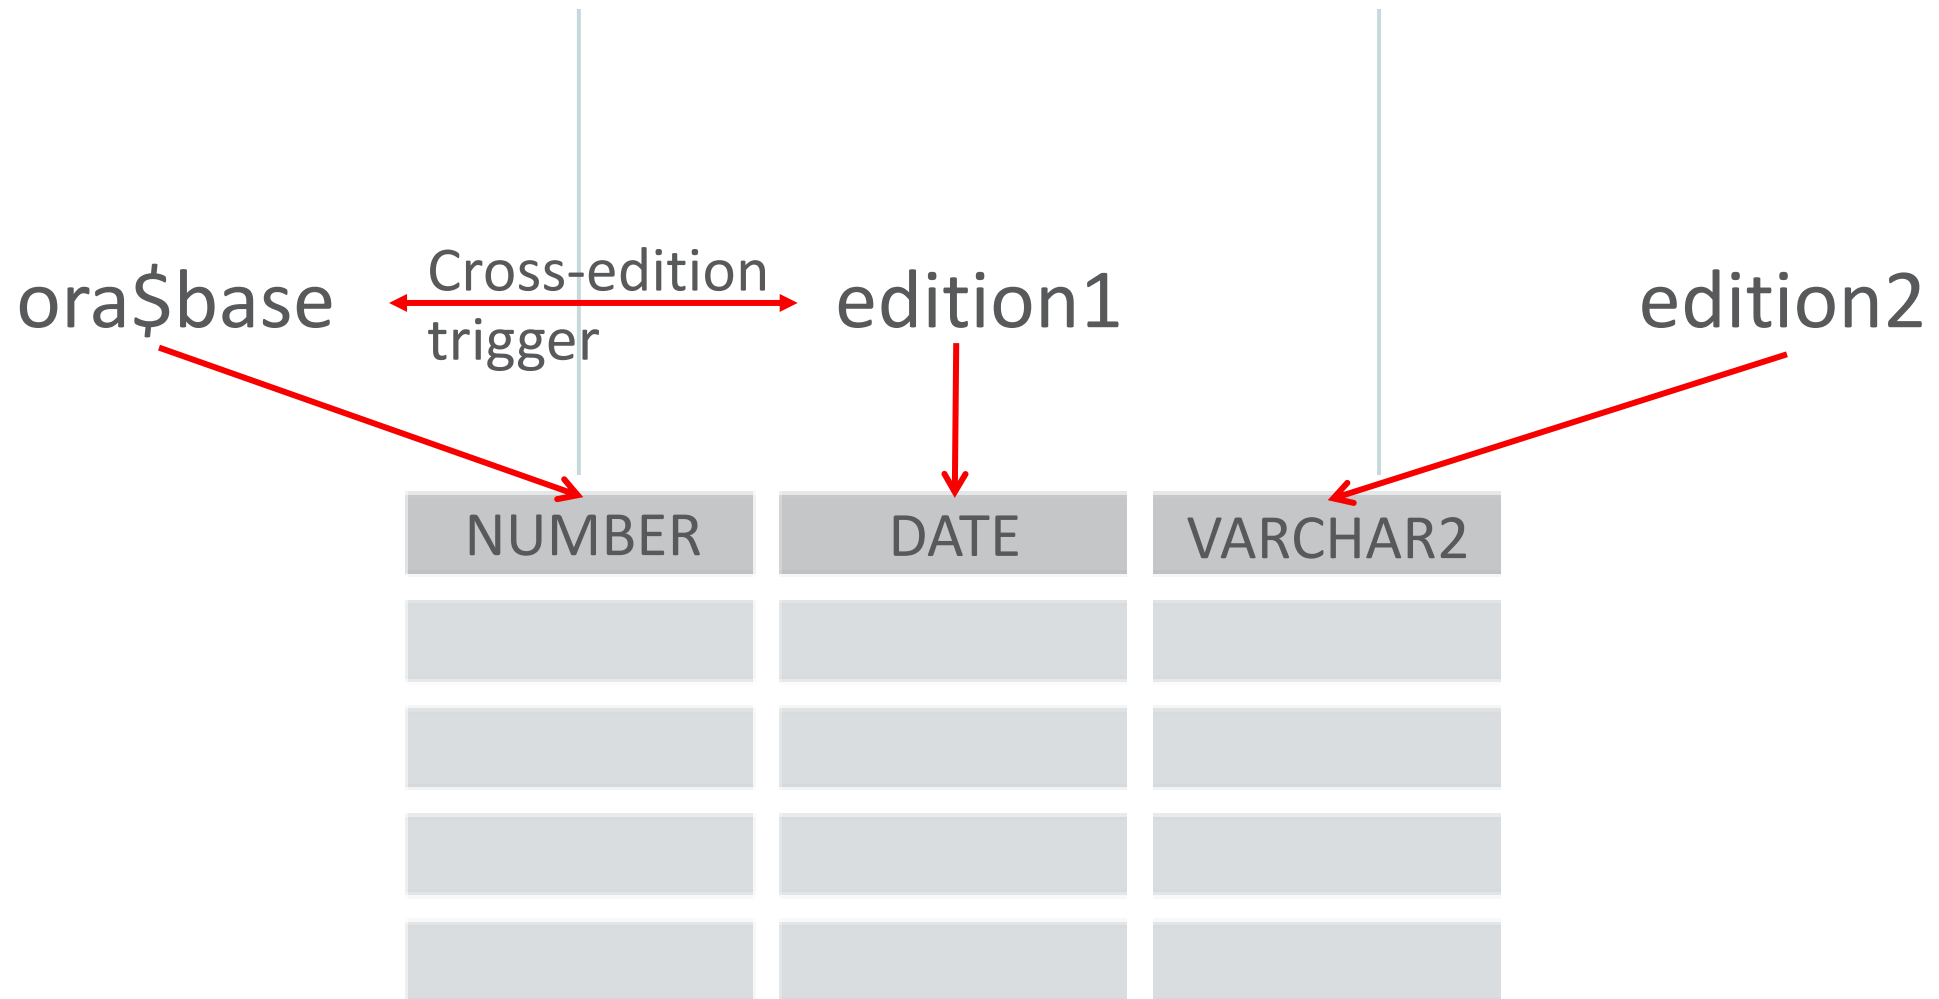 ora$base
Cross-edition
trigger
edition1
edition2
NUMBER
DATE
VARCHAR2